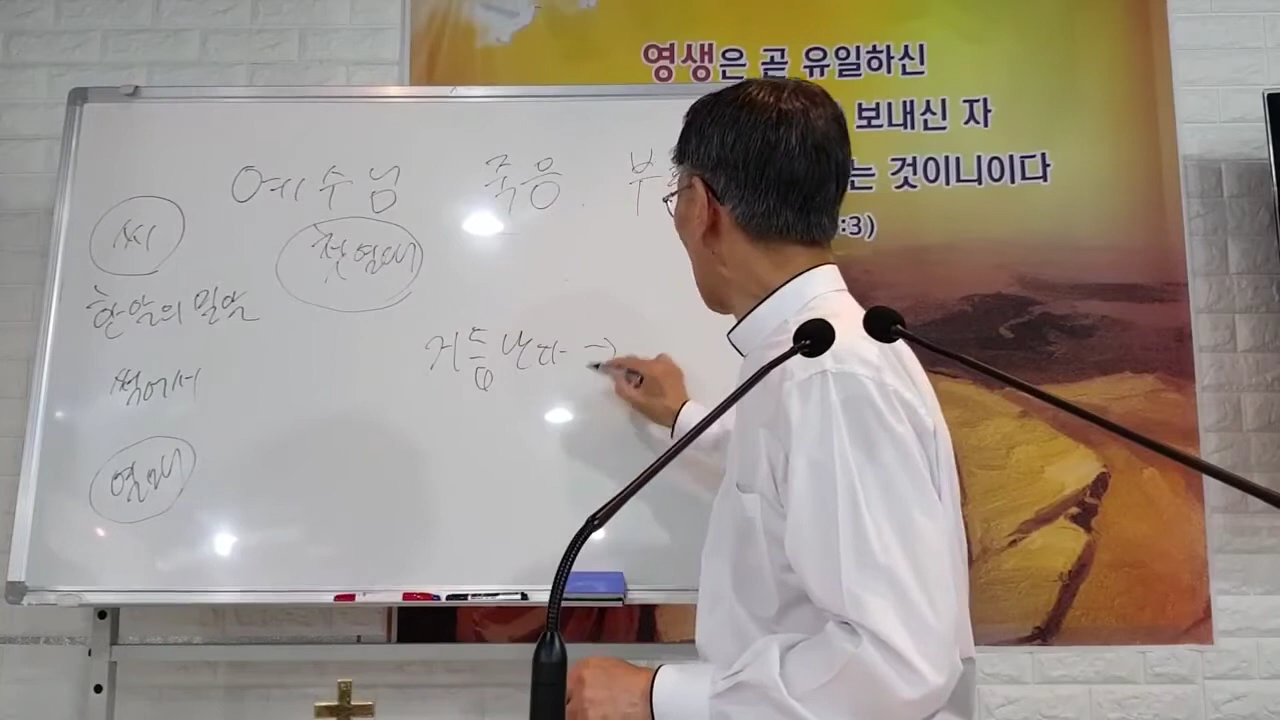 영생은 곧 유일하신
보내신 자
는 것이니이다
:3)
예수님 죽음 부
씨 첫열매
한알의 밀알
거듭난다 →
썩어서
열매